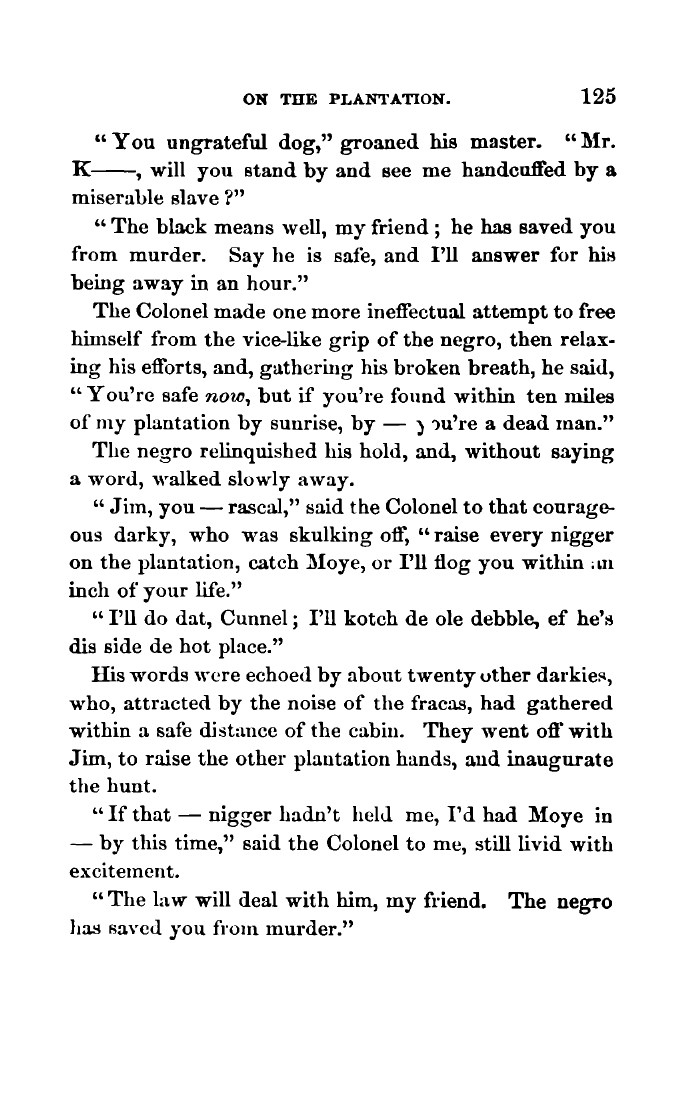 ON THE PLANTATION. 125
“You ungrateful dog,” groaned his master. “Mr.
K——, will you stand by and see me handcuffed by a
miserable slave?”
“The black means well, my friend; he has saved you
from murder. Say he is safe, and I’ll answer for his
being away in an hour.”
The Colonel made one more ineffectual attempt to free
himself from the vice-like grip of the negro, then relax-
ing his efforts, and, gathering his broken breath, he said,
“You’re safe now, but if you’re found within ten miles
of my plantation by sunrise, by — you’re a dead man.”
The negro relinquished his hold, and, without saying
a word, walked slowly away.
“Jim, you — rascal,” said the Colonel to that courage-
ous darky, who was skulking off, “raise every nigger
on the plantation, catch Moye, or I’ll flog you within an
inch of your life.”
“I’ll do dat, Cunnel; I’ll kotch de ole debble, ef he’s
dis side de hot place.”
His words were echoed by about twenty other darkies,
who, attracted by the noise of the fracas, had gathered
within a safe distance of the cabin. They went off with
Jim, to raise the other plantation hands, and inaugurate
the hunt.
“If that — nigger hadn’t held me, I’d had Moye in
— by this time,” said the Colonel to me, still livid with
excitement.
“The law will deal with him, my friend. The negro
has saved you from murder.”